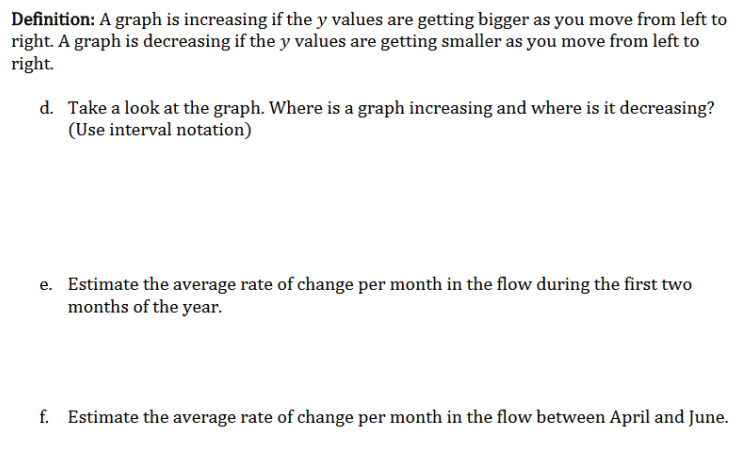 Definition: A graph is increasing if the y values are getting bigger as you move from left to
right. A graph is decreasing if the y values are getting smaller as you move from left to
right.
d. Take a look at the graph. Where is a graph increasing and where is it decreasing?
(Use interval notation)
e. Estimate the average rate of change per month in the flow during the first two
months of the year.
f. Estimate the average rate of change per month in the flow between April and June.